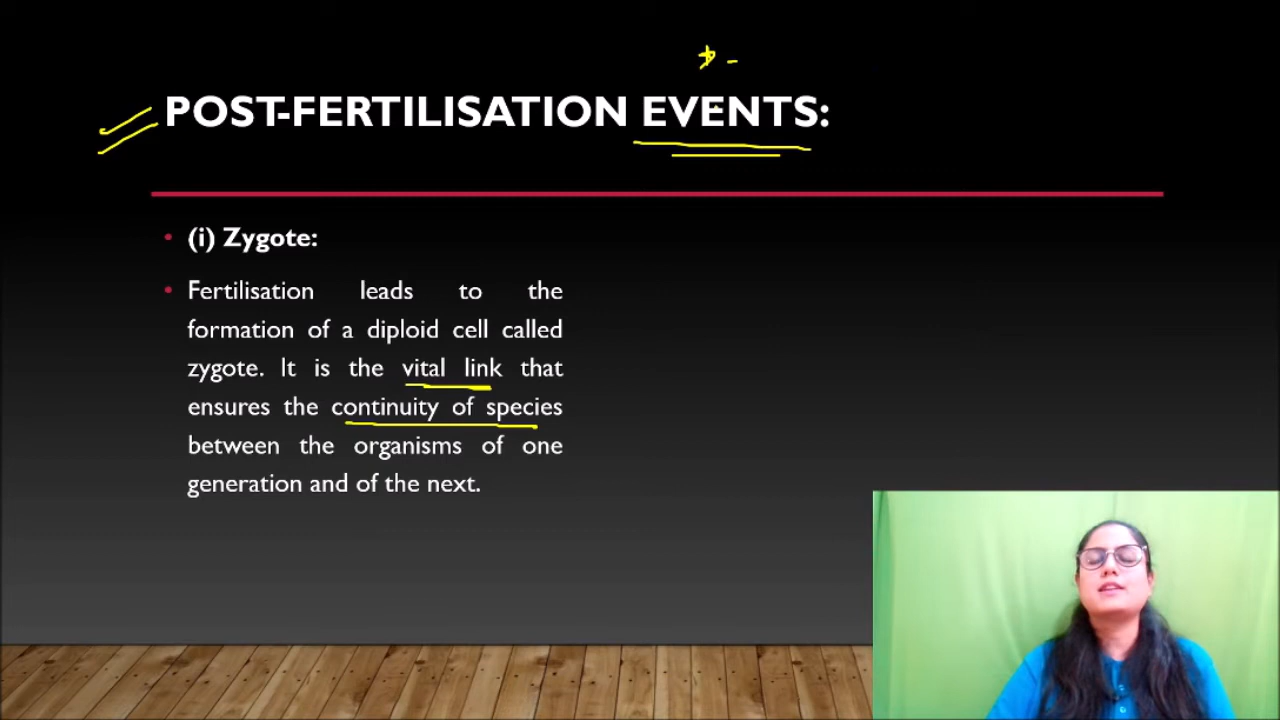 POST-FERTILISATION EVENTS:
• (i) Zygote:
• Fertilisation leads to the
formation of a diploid cell called
zygote. It is the vital link that
ensures the continuity of species
between the organisms of one
generation and of the next.